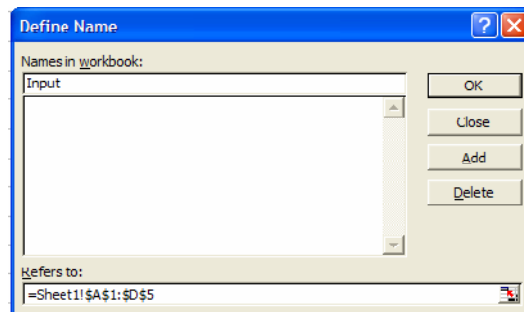 Define Name
Names in workbook:
Input
OK
Close
Add
Delete
Refers to:
=Sheet1!$A$1:$D$5